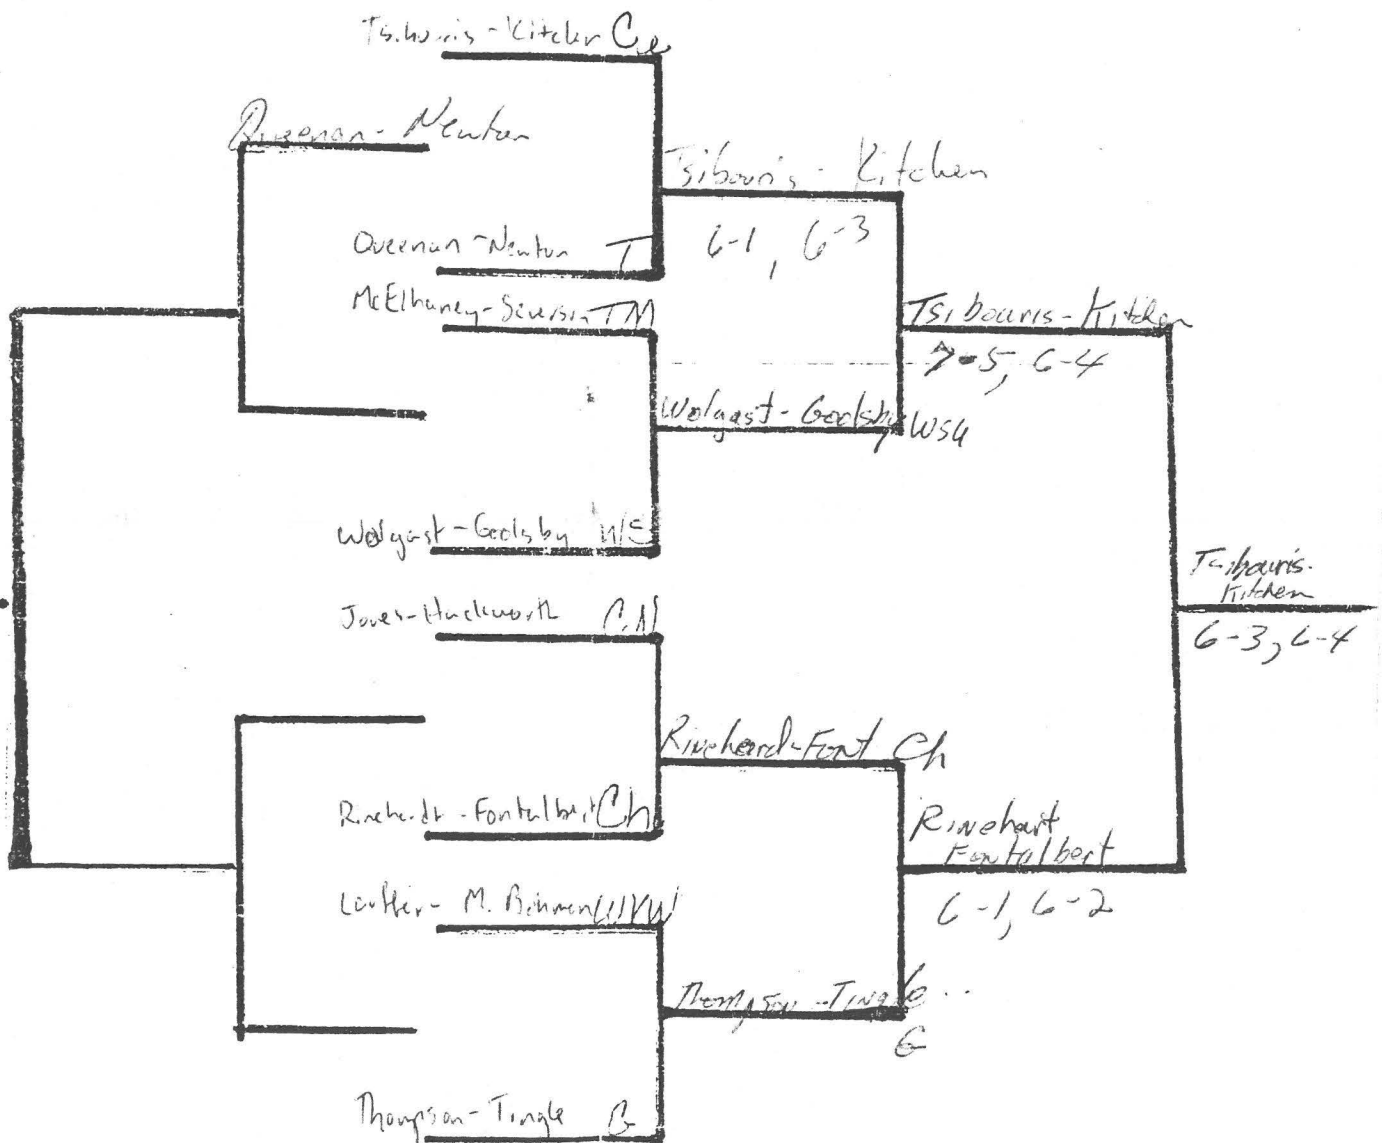 Tsibouris - Kitchen Ce
Queenan - Newton
Tsibouris - Kitchen
6-1, 6-3
Queenan - Newton T
McElhaney - TM
Tsibouris - Kitchen
7-5, 6-4
Wolgast - Goolsby WSU
Wolgast - Goolsby WS
Tsibouris-
Kitchen
6-3, 6-4
Jones-Hackworth CN
Rinehard-Font Ch
Rinehardt - Fontalbert Ch
Rinehart
Fontalbert
6-1, 6-2
M.
Thompson - Tingle
G
Thompson - Tingle G